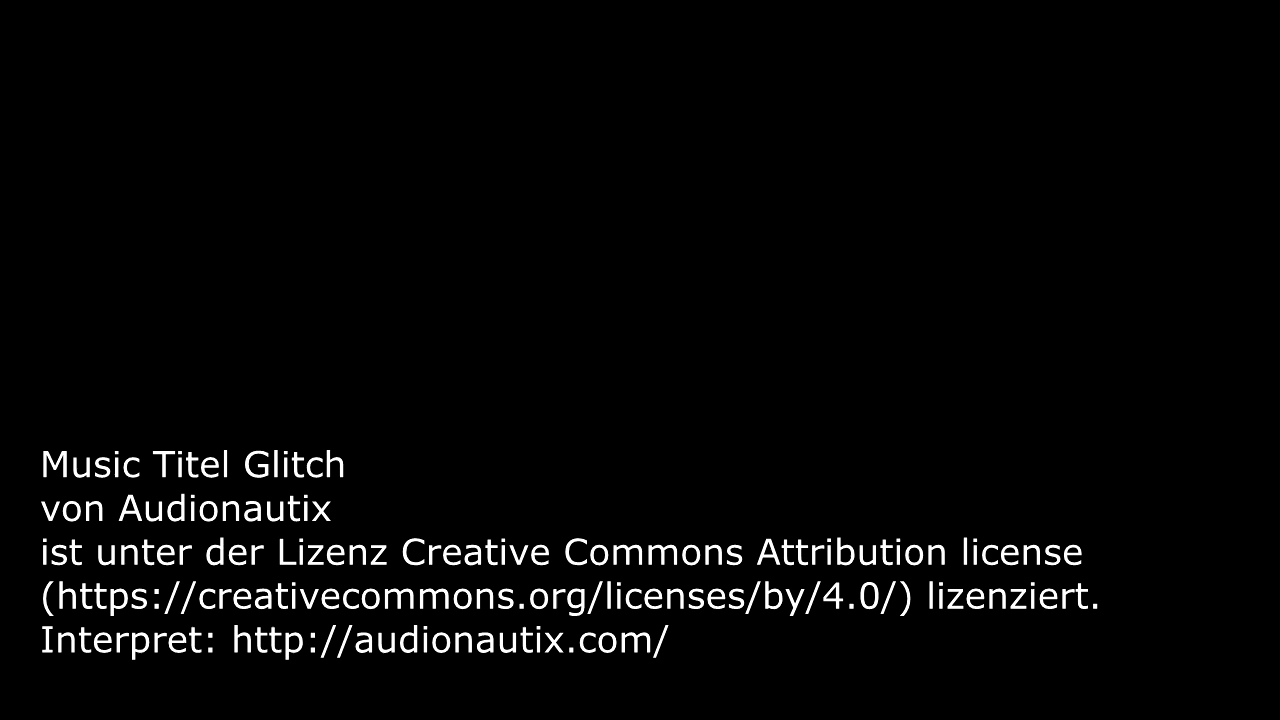 Music Titel Glitch
von Audionautix
ist unter der Lizenz Creative Commons Attribution license
(https://creativecommons.org/licenses/by/4.0/) lizenziert.
Interpret: http://audionautix.com/